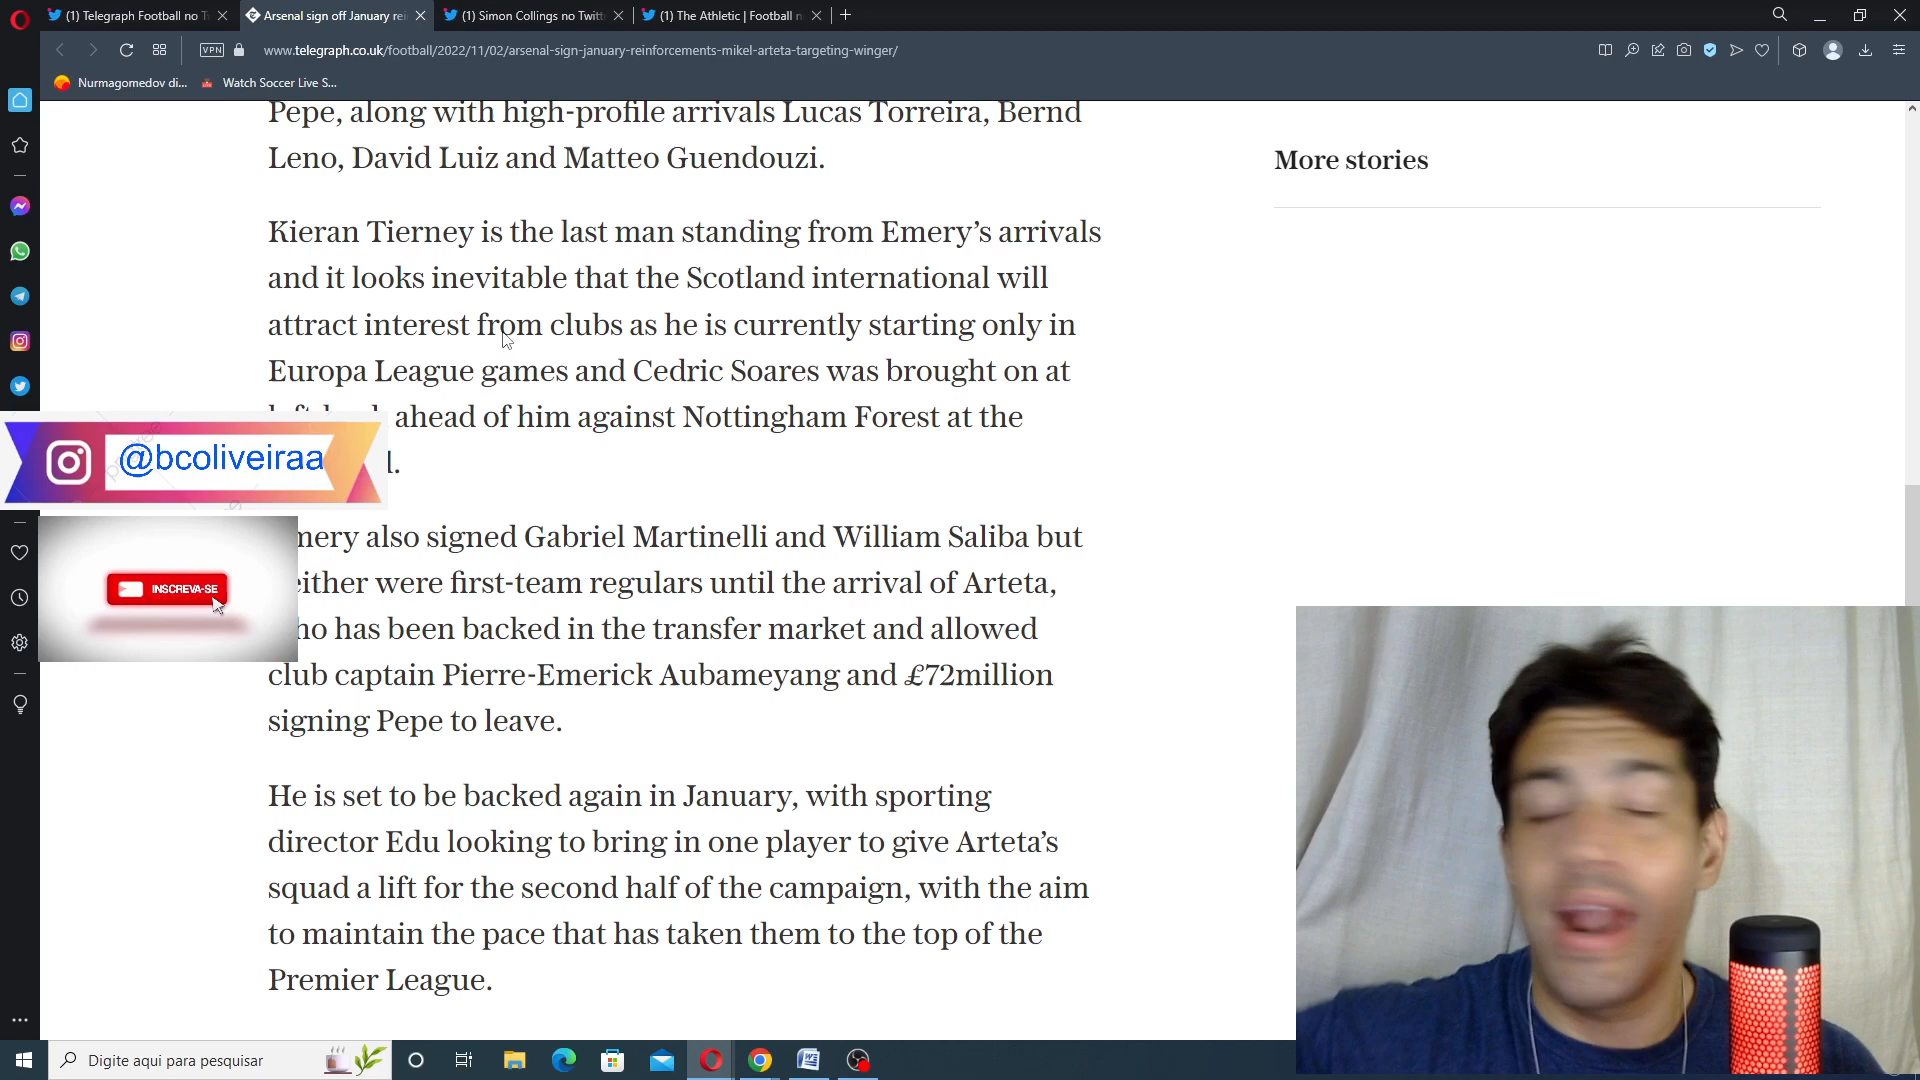 (1) Telegraph Football no T
Arsenal sign off January rei
(1) Simon Collings no Twitt
(1) The Athletic | Football n
VPN
www.telegraph.co.uk/football/2022/11/02/arsenal-sign-january-reinforcements-mikel-arteta-targeting-winger/
Nurmagomedov di...
Watch Soccer Live S...
Pepe, along with high-profile arrivals Lucas Torreira, Bernd
Leno, David Luiz and Matteo Guendouzi.
More stories
Kieran Tierney is the last man standing from Emery's arrivals
and it looks inevitable that the Scotland international will
attract interest from clubs as he is currently starting only in
Europa League games and Cedric Soares was brought on at
ahead of him against Nottingham Forest at the
@bcoliveiraa
l.
mery also signed Gabriel Martinelli and William Saliba but
either were first-team regulars until the arrival of Arteta,
INSCREVA-SE
ho has been backed in the transfer market and allowed
club captain Pierre-Emerick Aubameyang and £72million
signing Pepe to leave.
He is set to be backed again in January, with sporting
director Edu looking to bring in one player to give Arteta's
squad a lift for the second half of the campaign, with the aim
to maintain the pace that has taken them to the top of the
Premier League.
Digite aqui para pesquisar